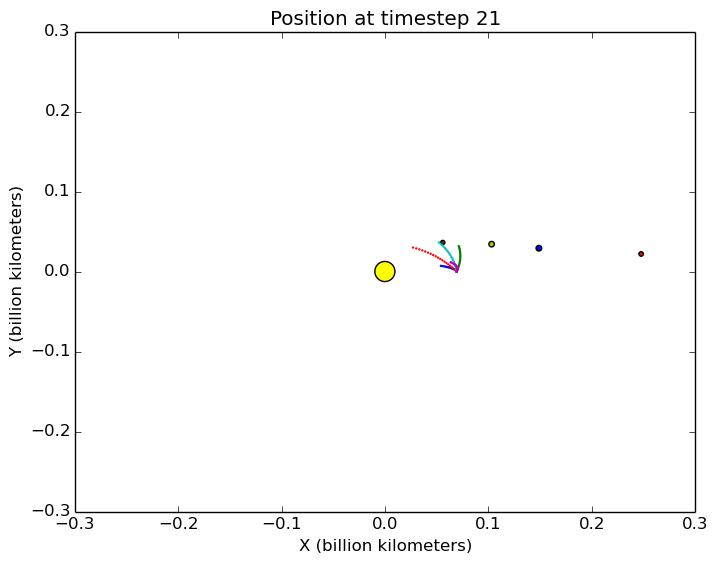 Position at timestep 21
0.3
0.2
0.1
0.0
−0.1
−0.2
−0.3
Y (billion kilometers)
−0.3 −0.2 −0.1 0.0 0.1 0.2 0.3
X (billion kilometers)